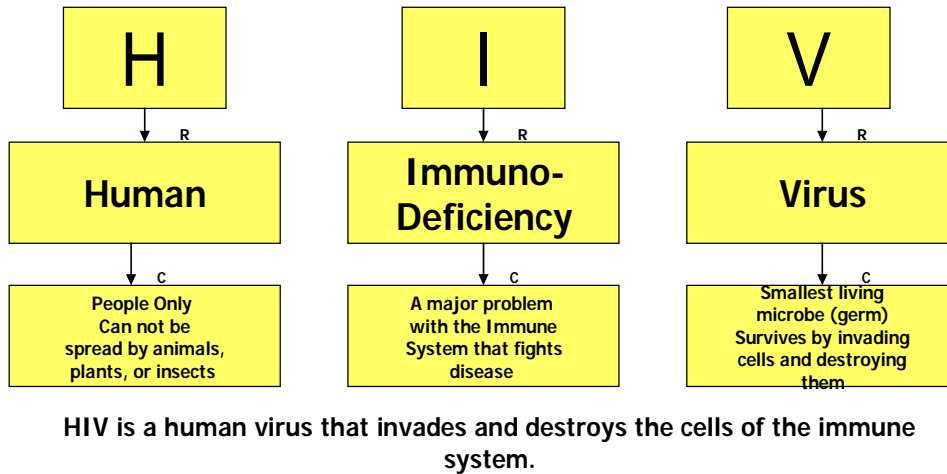 H
I
V
R
R
R
Human
Immuno-
Deficiency
Virus
C
C
C
People Only
Can not be
spread by animals,
plants, or insects
A major problem
with the Immune
System that fights
disease
Smallest living
microbe (germ)
Survives by invading
cells and destroying
them
HIV is a human virus that invades and destroys the cells of the immune
system.